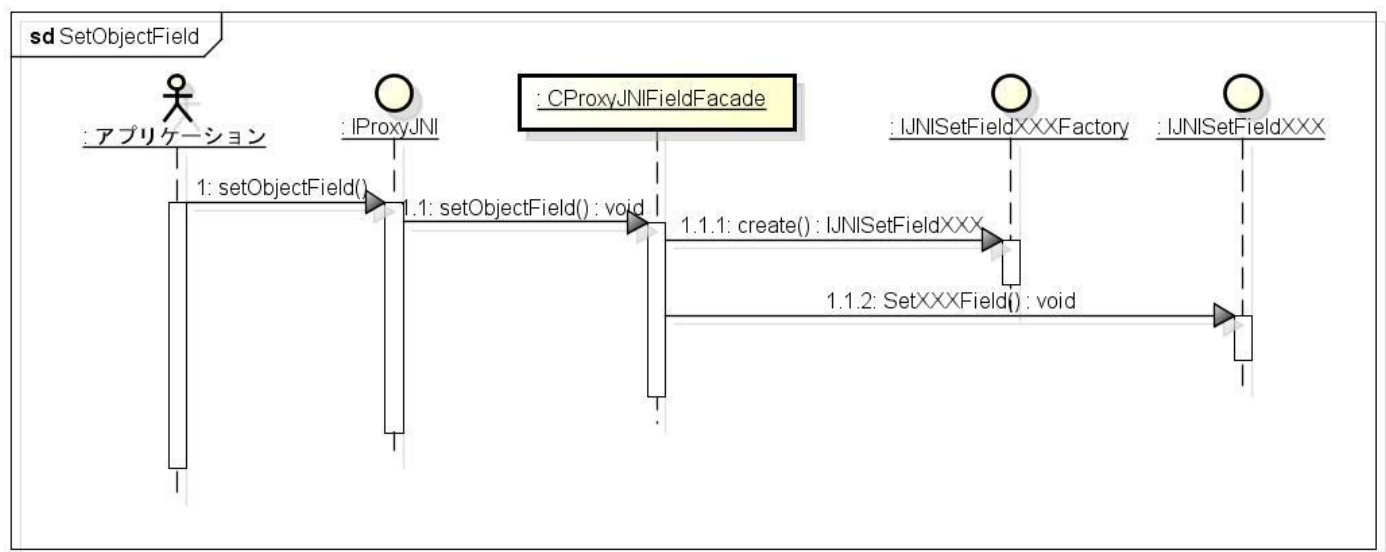 sd SetObjectField
: アプリケーション
: IProxyJNI
: CProxyJNIFieldFacade
: IJNISetFieldXXXFactory
: IJNISetFieldXXX
1: setObjectField()
1.1: setObjectField() : void
1.1.1: create() : IJNISetFieldXXX
1.1.2: SetXXXField() : void